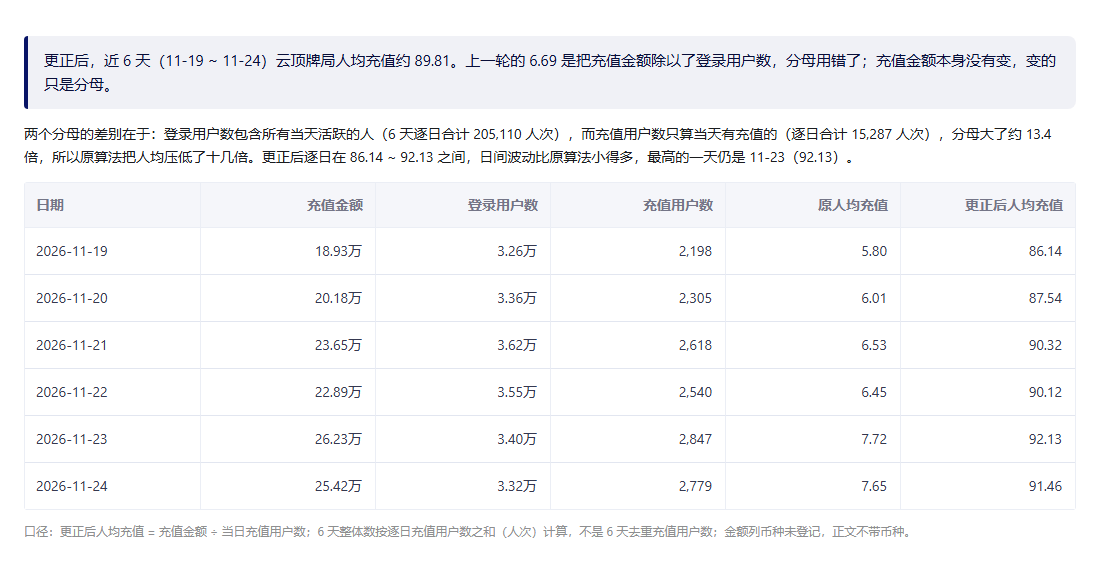 更正后，近 6 天（11-19 ~ 11-24）云顶牌局人均充值约 89.81。上一轮的 6.69 是把充值金额除以了登录用户数，分母用错了；充值金额本身没有变，变的
只是分母。
两个分母的差别在于：登录用户数包含所有当天活跃的人（6 天逐日合计 205,110 人次），而充值用户数只算当天有充值的（逐日合计 15,287 人次），分母大了约 13.4
倍，所以原算法把人均压低了十几倍。更正后逐日在 86.14 ~ 92.13 之间，日间波动比原算法小得多，最高的一天仍是 11-23（92.13）。
日期 充值金额 登录用户数 充值用户数 原人均充值 更正后人均充值
2026-11-19 18.93万 3.26万 2,198 5.80 86.14
2026-11-20 20.18万 3.36万 2,305 6.01 87.54
2026-11-21 23.65万 3.62万 2,618 6.53 90.32
2026-11-22 22.89万 3.55万 2,540 6.45 90.12
2026-11-23 26.23万 3.40万 2,847 7.72 92.13
2026-11-24 25.42万 3.32万 2,779 7.65 91.46
口径：更正后人均充值 = 充值金额 ÷ 当日充值用户数；6 天整体数按逐日充值用户数之和（人次）计算，不是 6 天去重充值用户数；金额列币种未登记，正文不带币种。